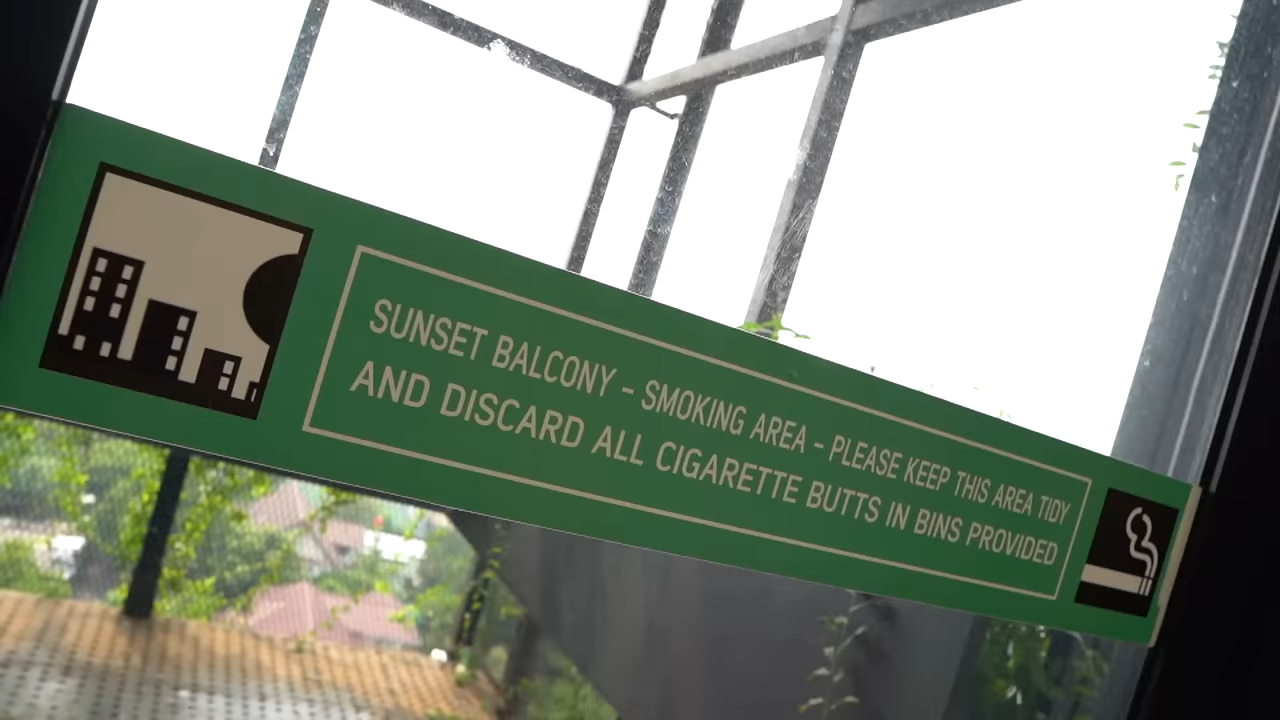 SUNSET BALCONY - SMOKING AREA - PLEASE KEEP THIS AREA TIDY
AND DISCARD ALL CIGARETTE BUTTS IN BINS PROVIDED